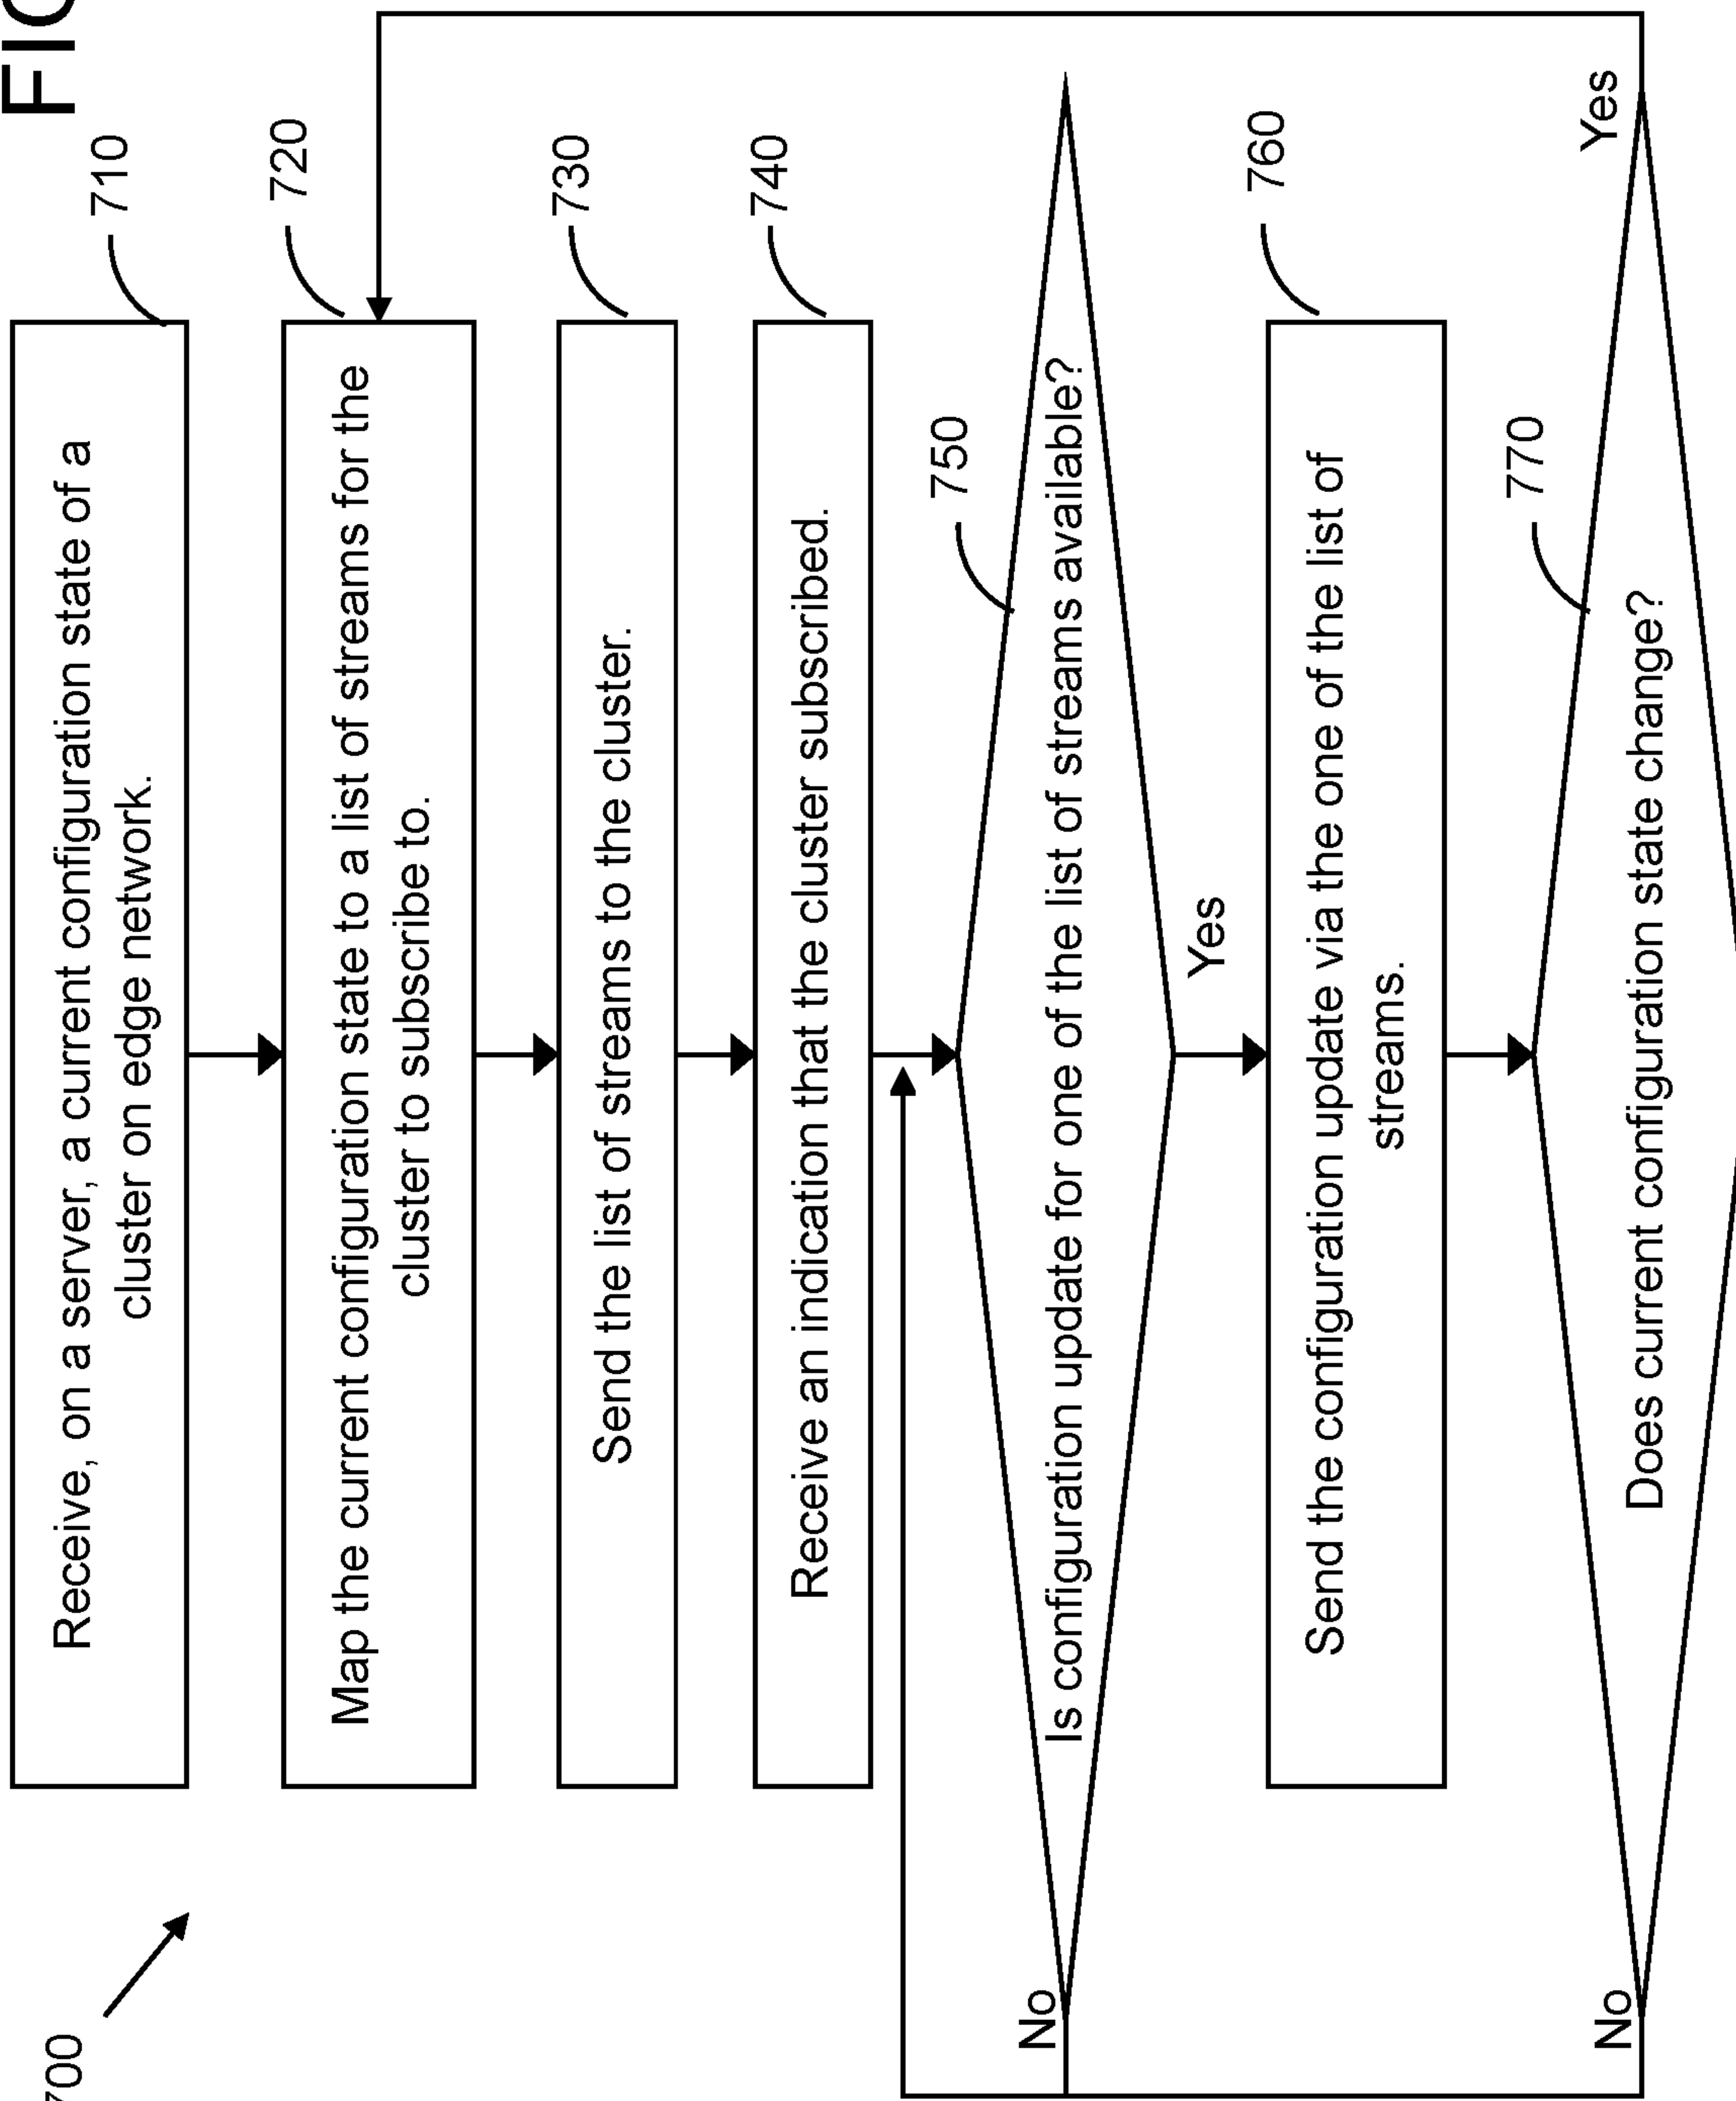 FIG
700
710
Receive, on a server, a current configuration state of a
cluster on edge network.
720
Map the current configuration state to a list of streams for the
cluster to subscribe to.
730
Send the list of streams to the cluster.
740
Receive an indication that the cluster subscribed.
750
Is configuration update for one of the list of streams available?
No
Yes
760
Send the configuration update via the one of the list of
streams.
770
Does current configuration state change?
No
Yes